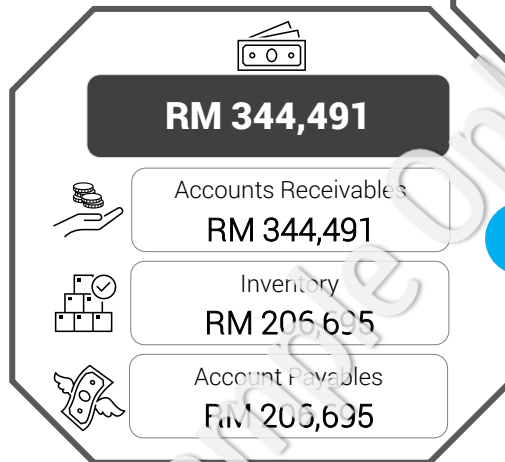 RM 344,491
Accounts Receivables
RM 344,491
Inventory
RM 206,695
Account Payables
RM 206,695